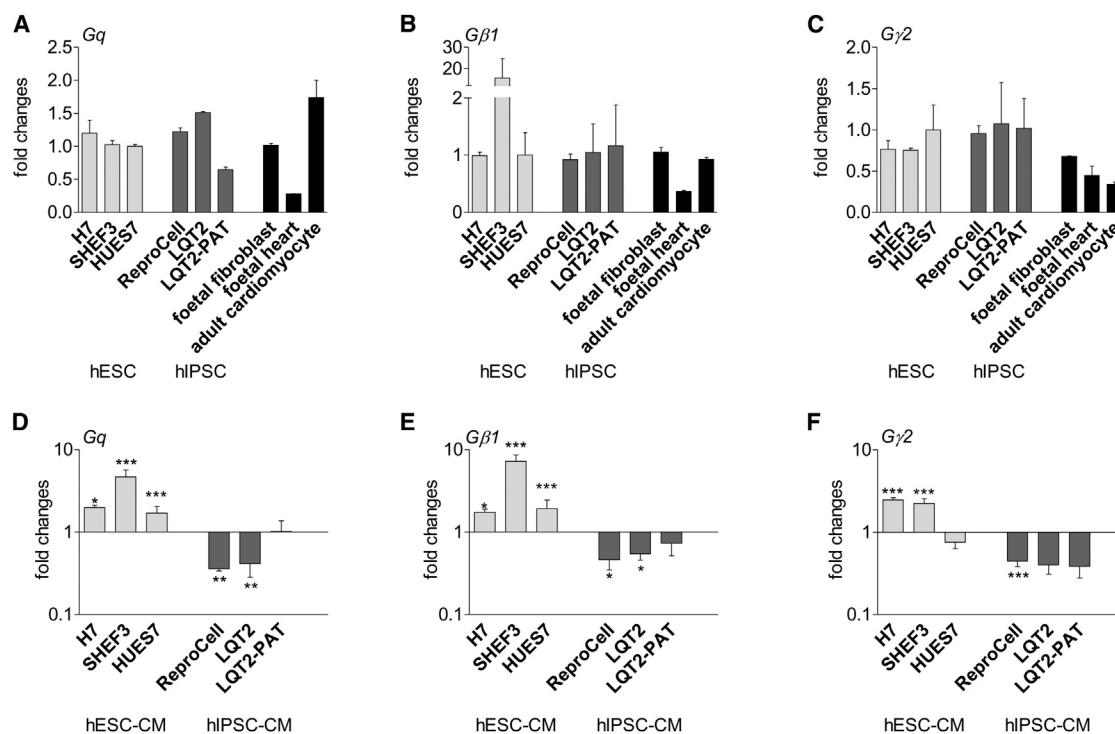 A
Gq
fold changes
2.5
2.0
1.5
1.0
0.5
0.0
H7
SHEF3
HUES7
ReproCell
LQT2
LQT2-PAT
foetal fibroblast
foetal heart
adult cardiomyocyte
hESC
hIPSC
B
Gβ1
fold changes
30
20
2
1
0
H7
SHEF3
HUES7
ReproCell
LQT2
LQT2-PAT
foetal fibroblast
foetal heart
adult cardiomyocyte
hESC
hIPSC
C
Gγ2
fold changes
2.0
1.5
1.0
0.5
0.0
H7
SHEF3
HUES7
ReproCell
LQT2
LQT2-PAT
foetal fibroblast
foetal heart
adult cardiomyocyte
hESC
hIPSC
D
Gq
fold changes
10
1
0.1
*
***
***
**
**
H7
SHEF3
HUES7
ReproCell
LQT2
LQT2-PAT
hESC-CM
hIPSC-CM
E
Gβ1
fold changes
10
1
0.1
*
***
***
*
*
H7
SHEF3
HUES7
ReproCell
LQT2
LQT2-PAT
hESC-CM
hIPSC-CM
F
Gγ2
fold changes
10
1
0.1
***
***
***
H7
SHEF3
HUES7
ReproCell
LQT2
LQT2-PAT
hESC-CM
hIPSC-CM